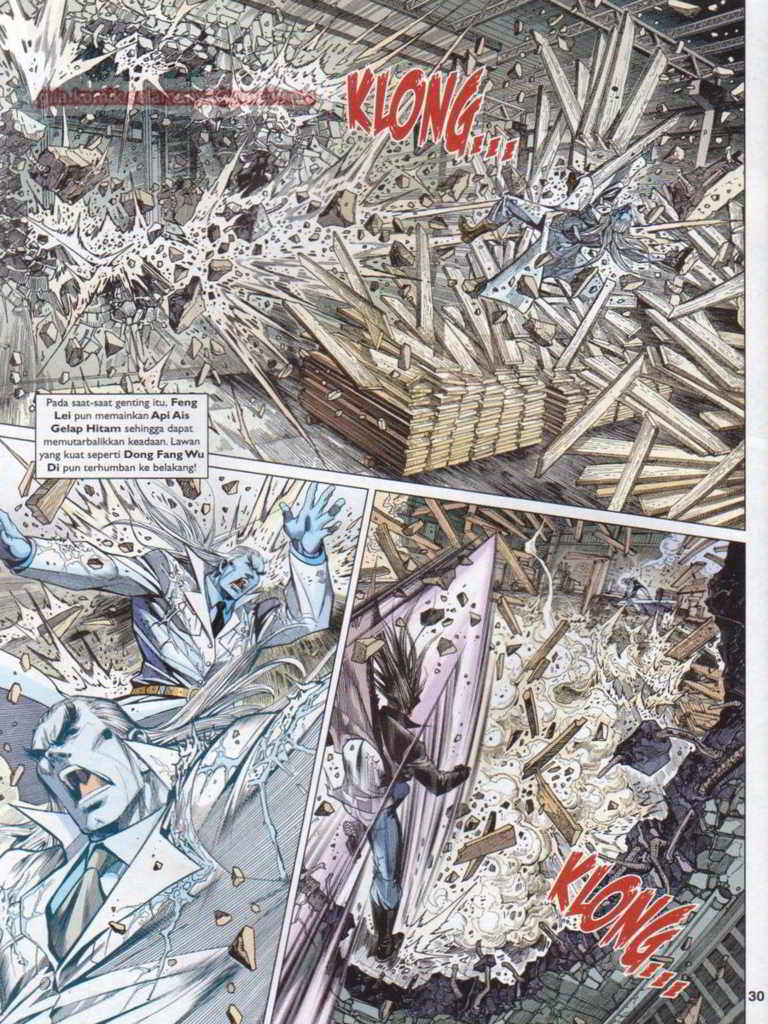 KLONG...
Pada saat-saat genting itu, Feng
Lei pun memainkan Api Ais
Gelap Hitam sehingga dapat
memutarbalikkan keadaan. Lawan
yang kuat seperti Dong Fang Wu
Di pun terhumban ke belakang!
KLONG...
30